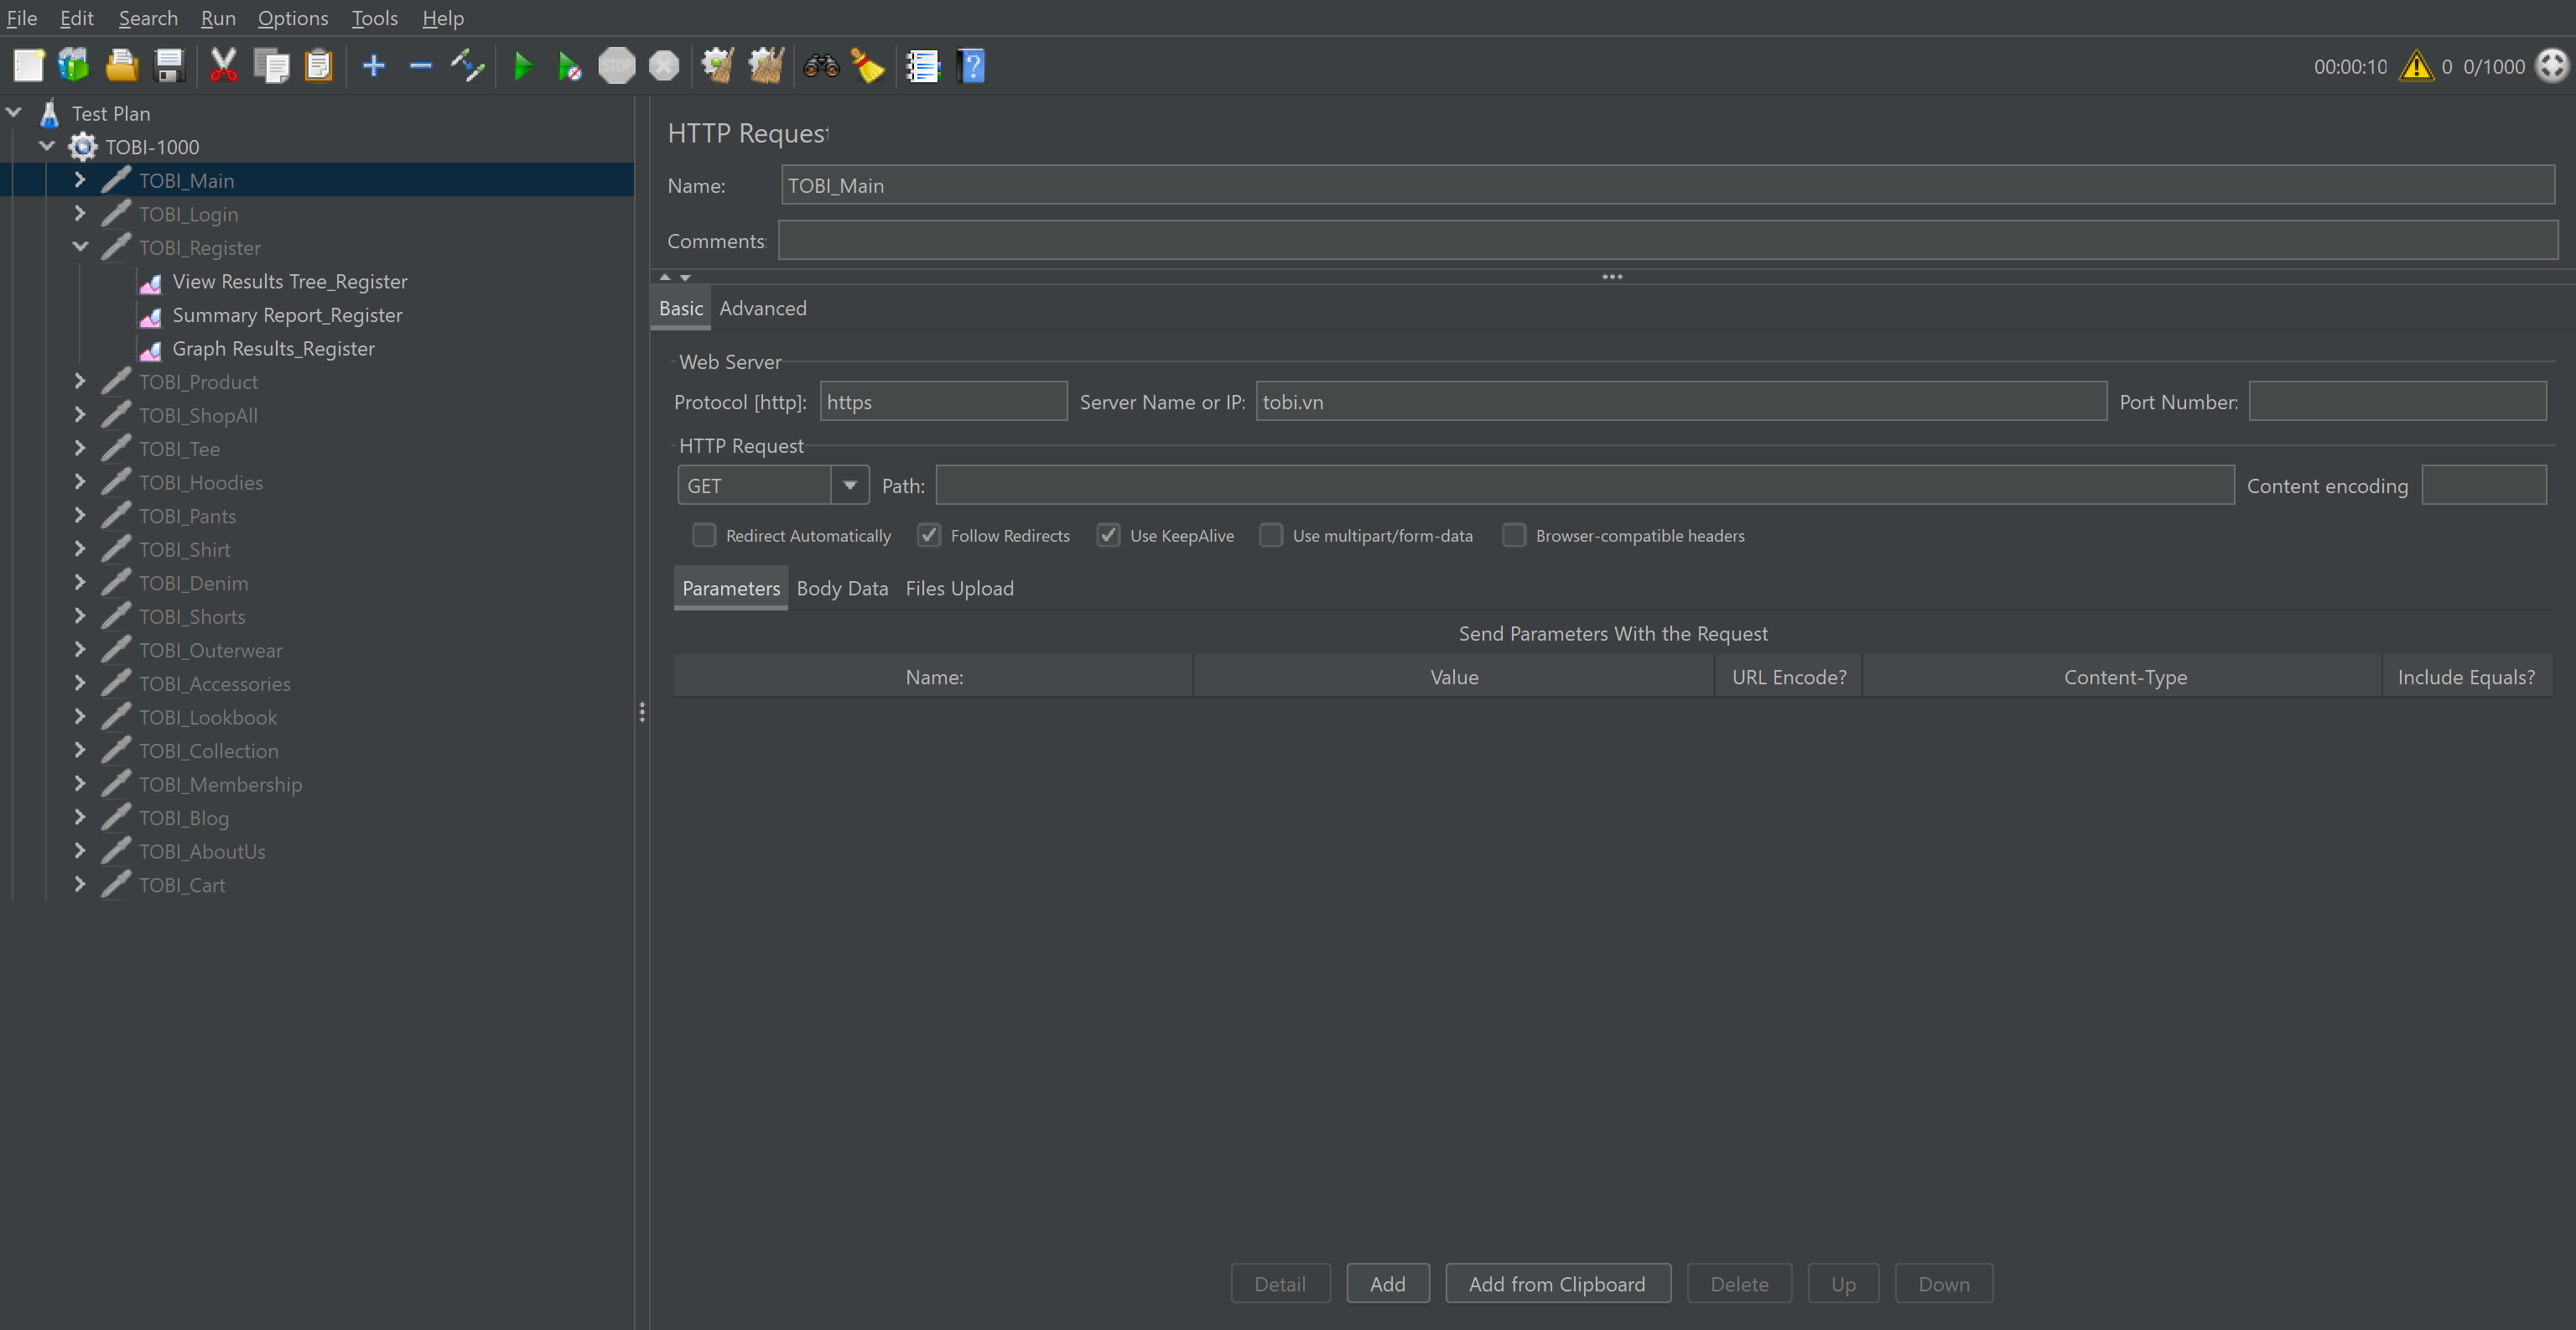 File Edit Search Run Options Tools Help
STOP
00:00:10 0 0/1000
Test Plan
TOBI-1000
TOBI_Main
TOBI_Login
TOBI_Register
View Results Tree_Register
Summary Report_Register
Graph Results_Register
TOBI_Product
TOBI_ShopAll
TOBI_Tee
TOBI_Hoodies
TOBI_Pants
TOBI_Shirt
TOBI_Denim
TOBI_Shorts
TOBI_Outerwear
TOBI_Accessories
TOBI_Lookbook
TOBI_Collection
TOBI_Membership
TOBI_Blog
TOBI_AboutUs
TOBI_Cart
HTTP Request
Name: TOBI_Main
Comments:
Basic Advanced
Web Server
Protocol [http]: https Server Name or IP: tobi.vn Port Number:
HTTP Request
GET Path: Content encoding
Redirect Automatically Follow Redirects Use KeepAlive Use multipart/form-data Browser-compatible headers
Parameters Body Data Files Upload
Send Parameters With the Request
Name: Value URL Encode? Content-Type Include Equals?
Detail Add Add from Clipboard Delete Up Down